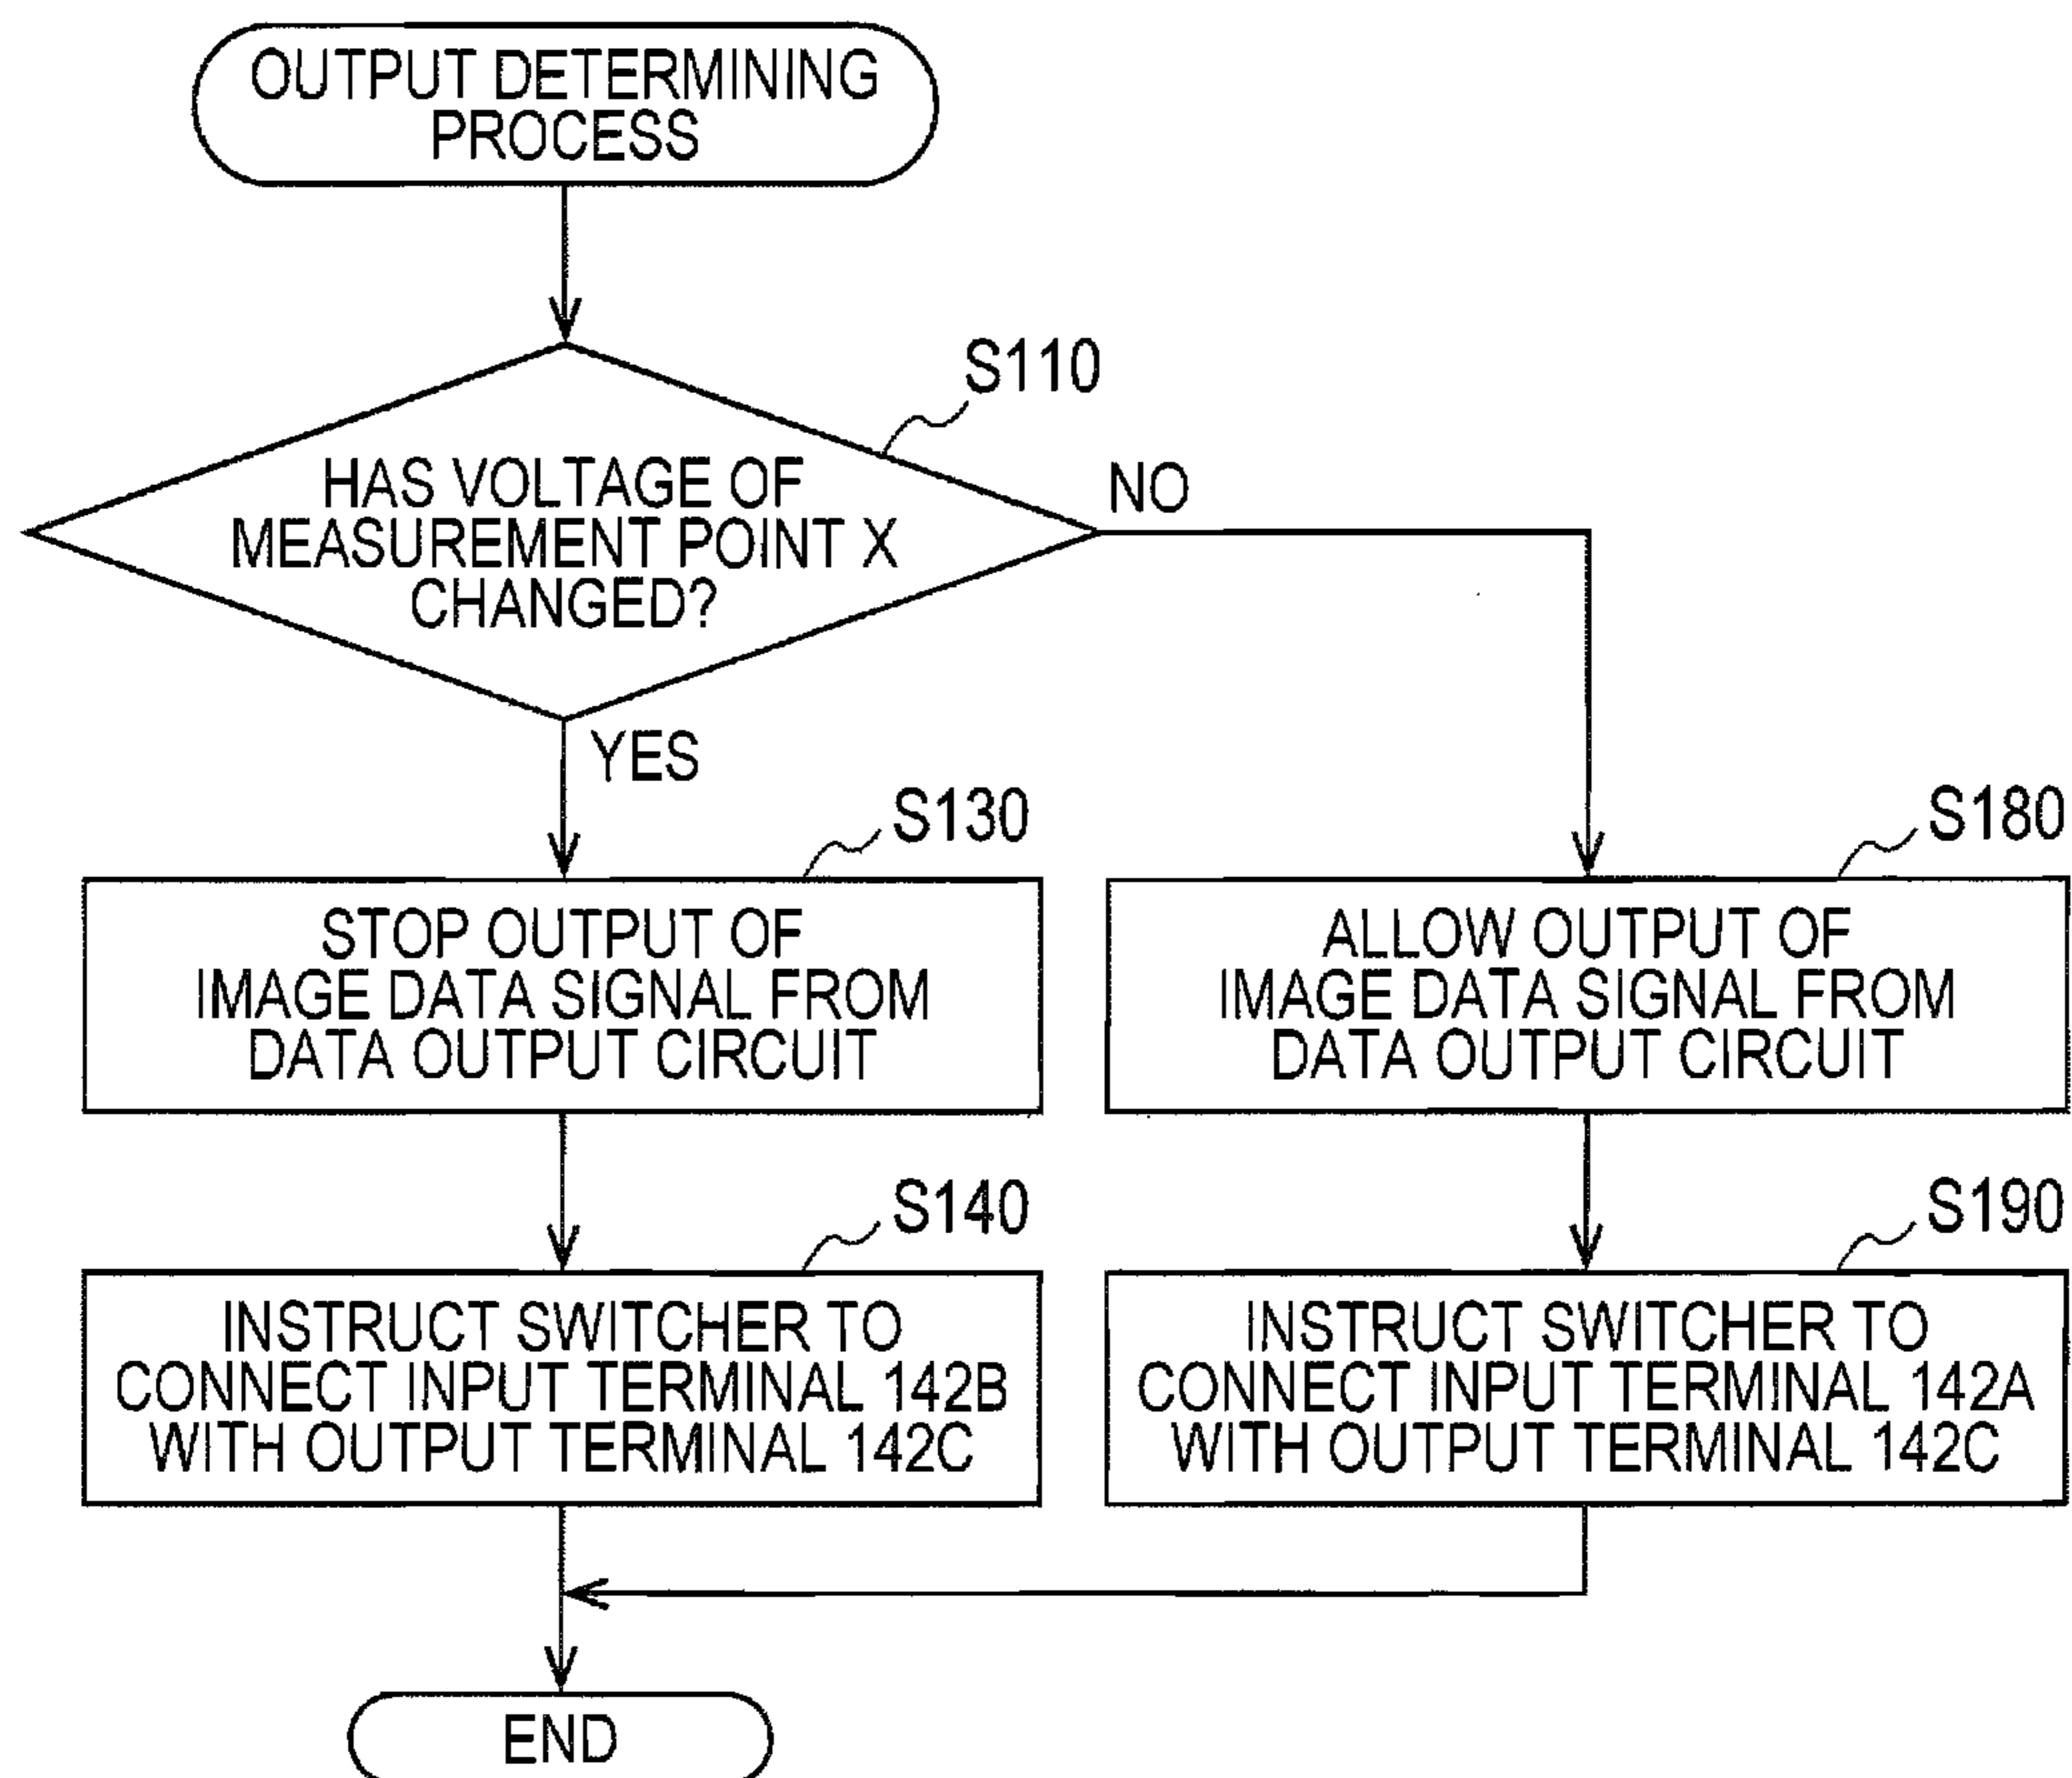 OUTPUT DETERMINING
PROCESS
S110
HAS VOLTAGE OF
MEASUREMENT POINT X
CHANGED?
NO
YES
S130
STOP OUTPUT OF
IMAGE DATA SIGNAL FROM
DATA OUTPUT CIRCUIT
S180
ALLOW OUTPUT OF
IMAGE DATA SIGNAL FROM
DATA OUTPUT CIRCUIT
S140
INSTRUCT SWITCHER TO
CONNECT INPUT TERMINAL 142B
WITH OUTPUT TERMINAL 142C
S190
INSTRUCT SWITCHER TO
CONNECT INPUT TERMINAL 142A
WITH OUTPUT TERMINAL 142C
END